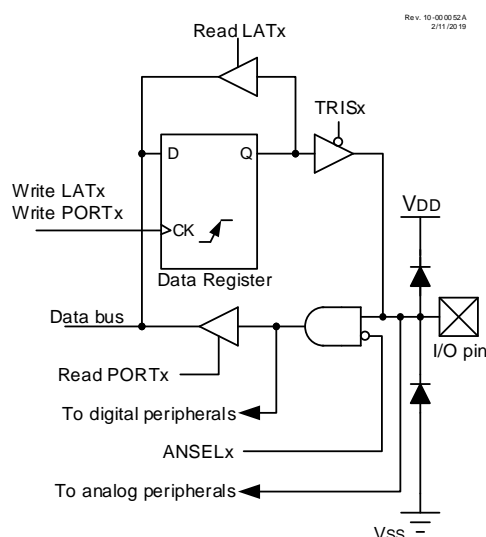 Rev. 10-000052A
2/11/2019
Read LATx
TRISx
D
Q
Write LATx
Write PORTx
CK
VDD
Data Register
Data bus
I/O pin
Read PORTx
To digital peripherals
ANSELx
To analog peripherals
Vss